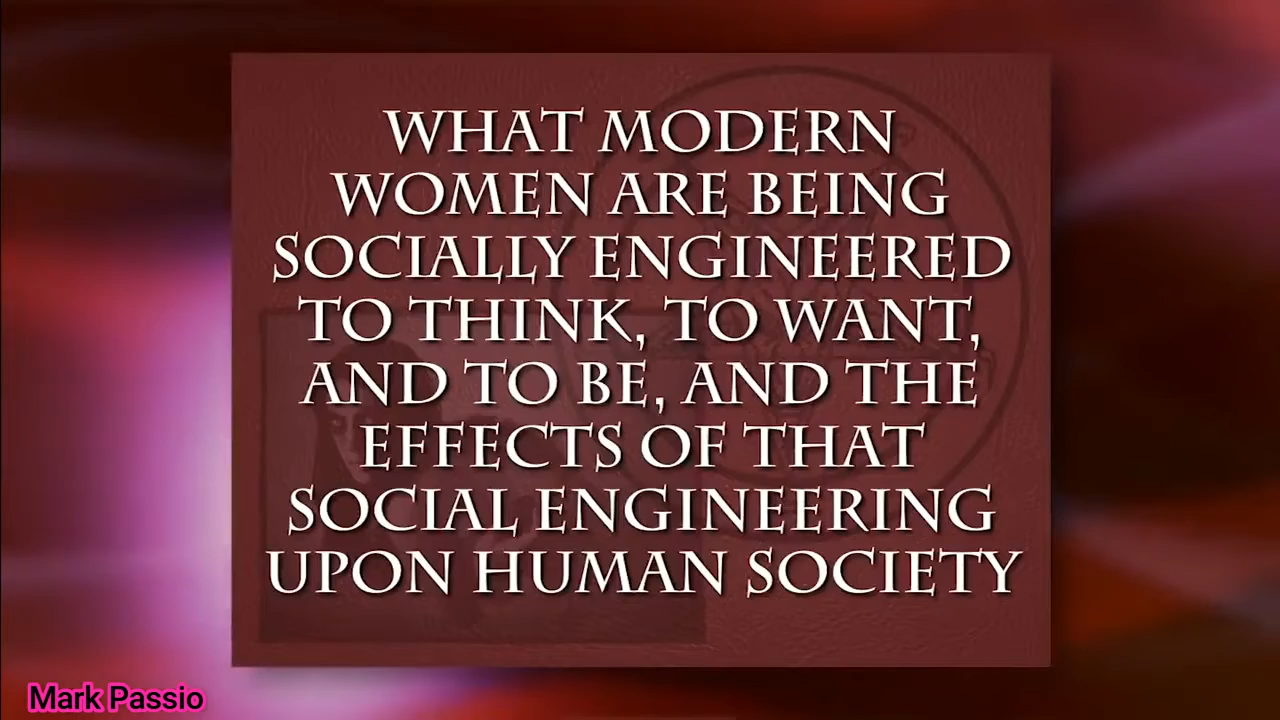 WHAT MODERN
WOMEN ARE BEING
SOCIALLY ENGINEERED
TO THINK, TO WANT,
AND TO BE, AND THE
EFFECTS OF THAT
SOCIAL ENGINEERING
UPON HUMAN SOCIETY
Mark Passio